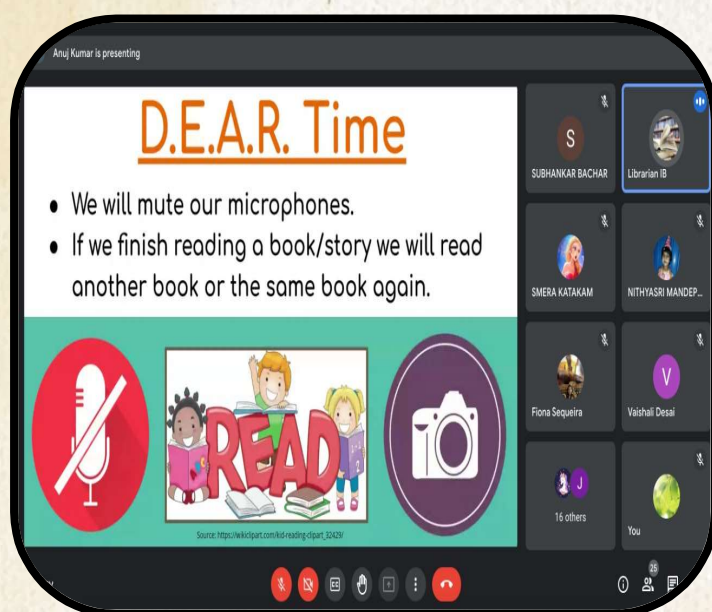 Anuj Kumar is presenting
D.E.A.R. Time
• We will mute our microphones.
• If we finish reading a book/story we will read
another book or the same book again.
READ
Source: https://wikiclipart.com/kid-reading-clipart_32429/
S
SUBHANKAR BACHAR
Librarian IB
SMERA KATAKAM
NITHYASRI MANDEP...
Fiona Sequeira
V
Vaishali Desai
J
16 others
You
25